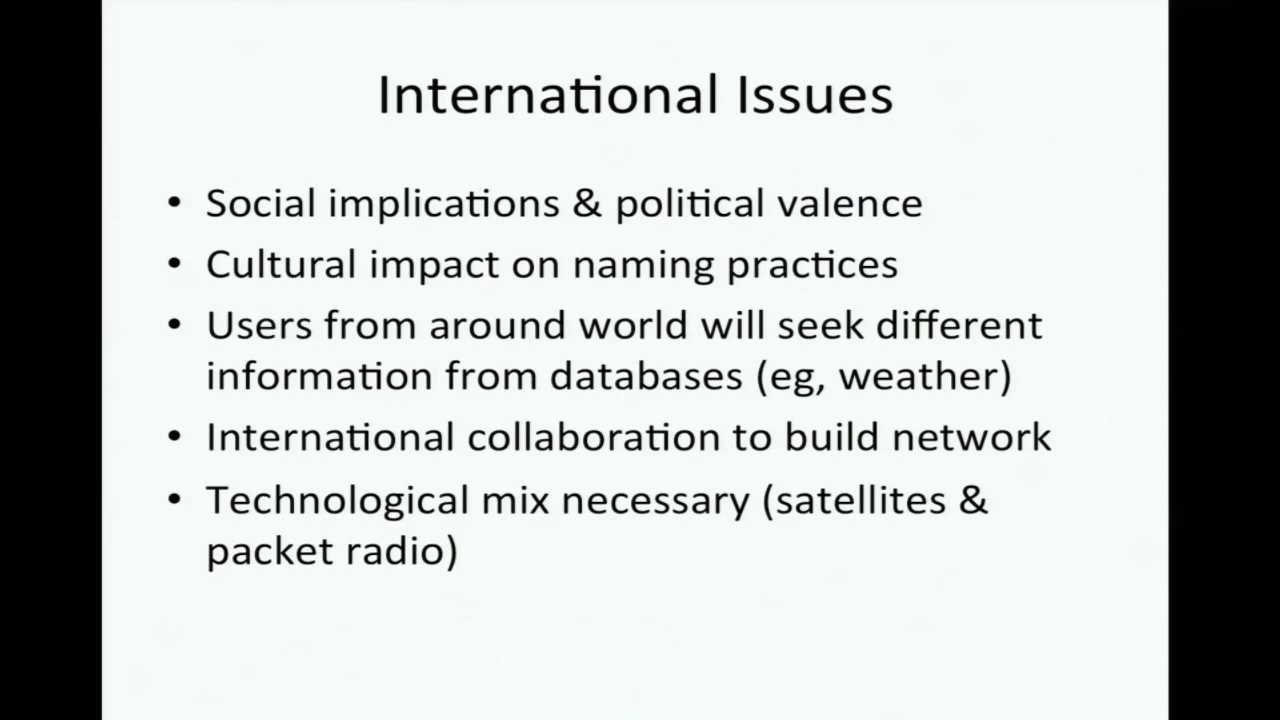 International Issues
• Social implications & political valence
• Cultural impact on naming practices
• Users from around world will seek different
information from databases (eg, weather)
• International collaboration to build network
• Technological mix necessary (satellites &
packet radio)